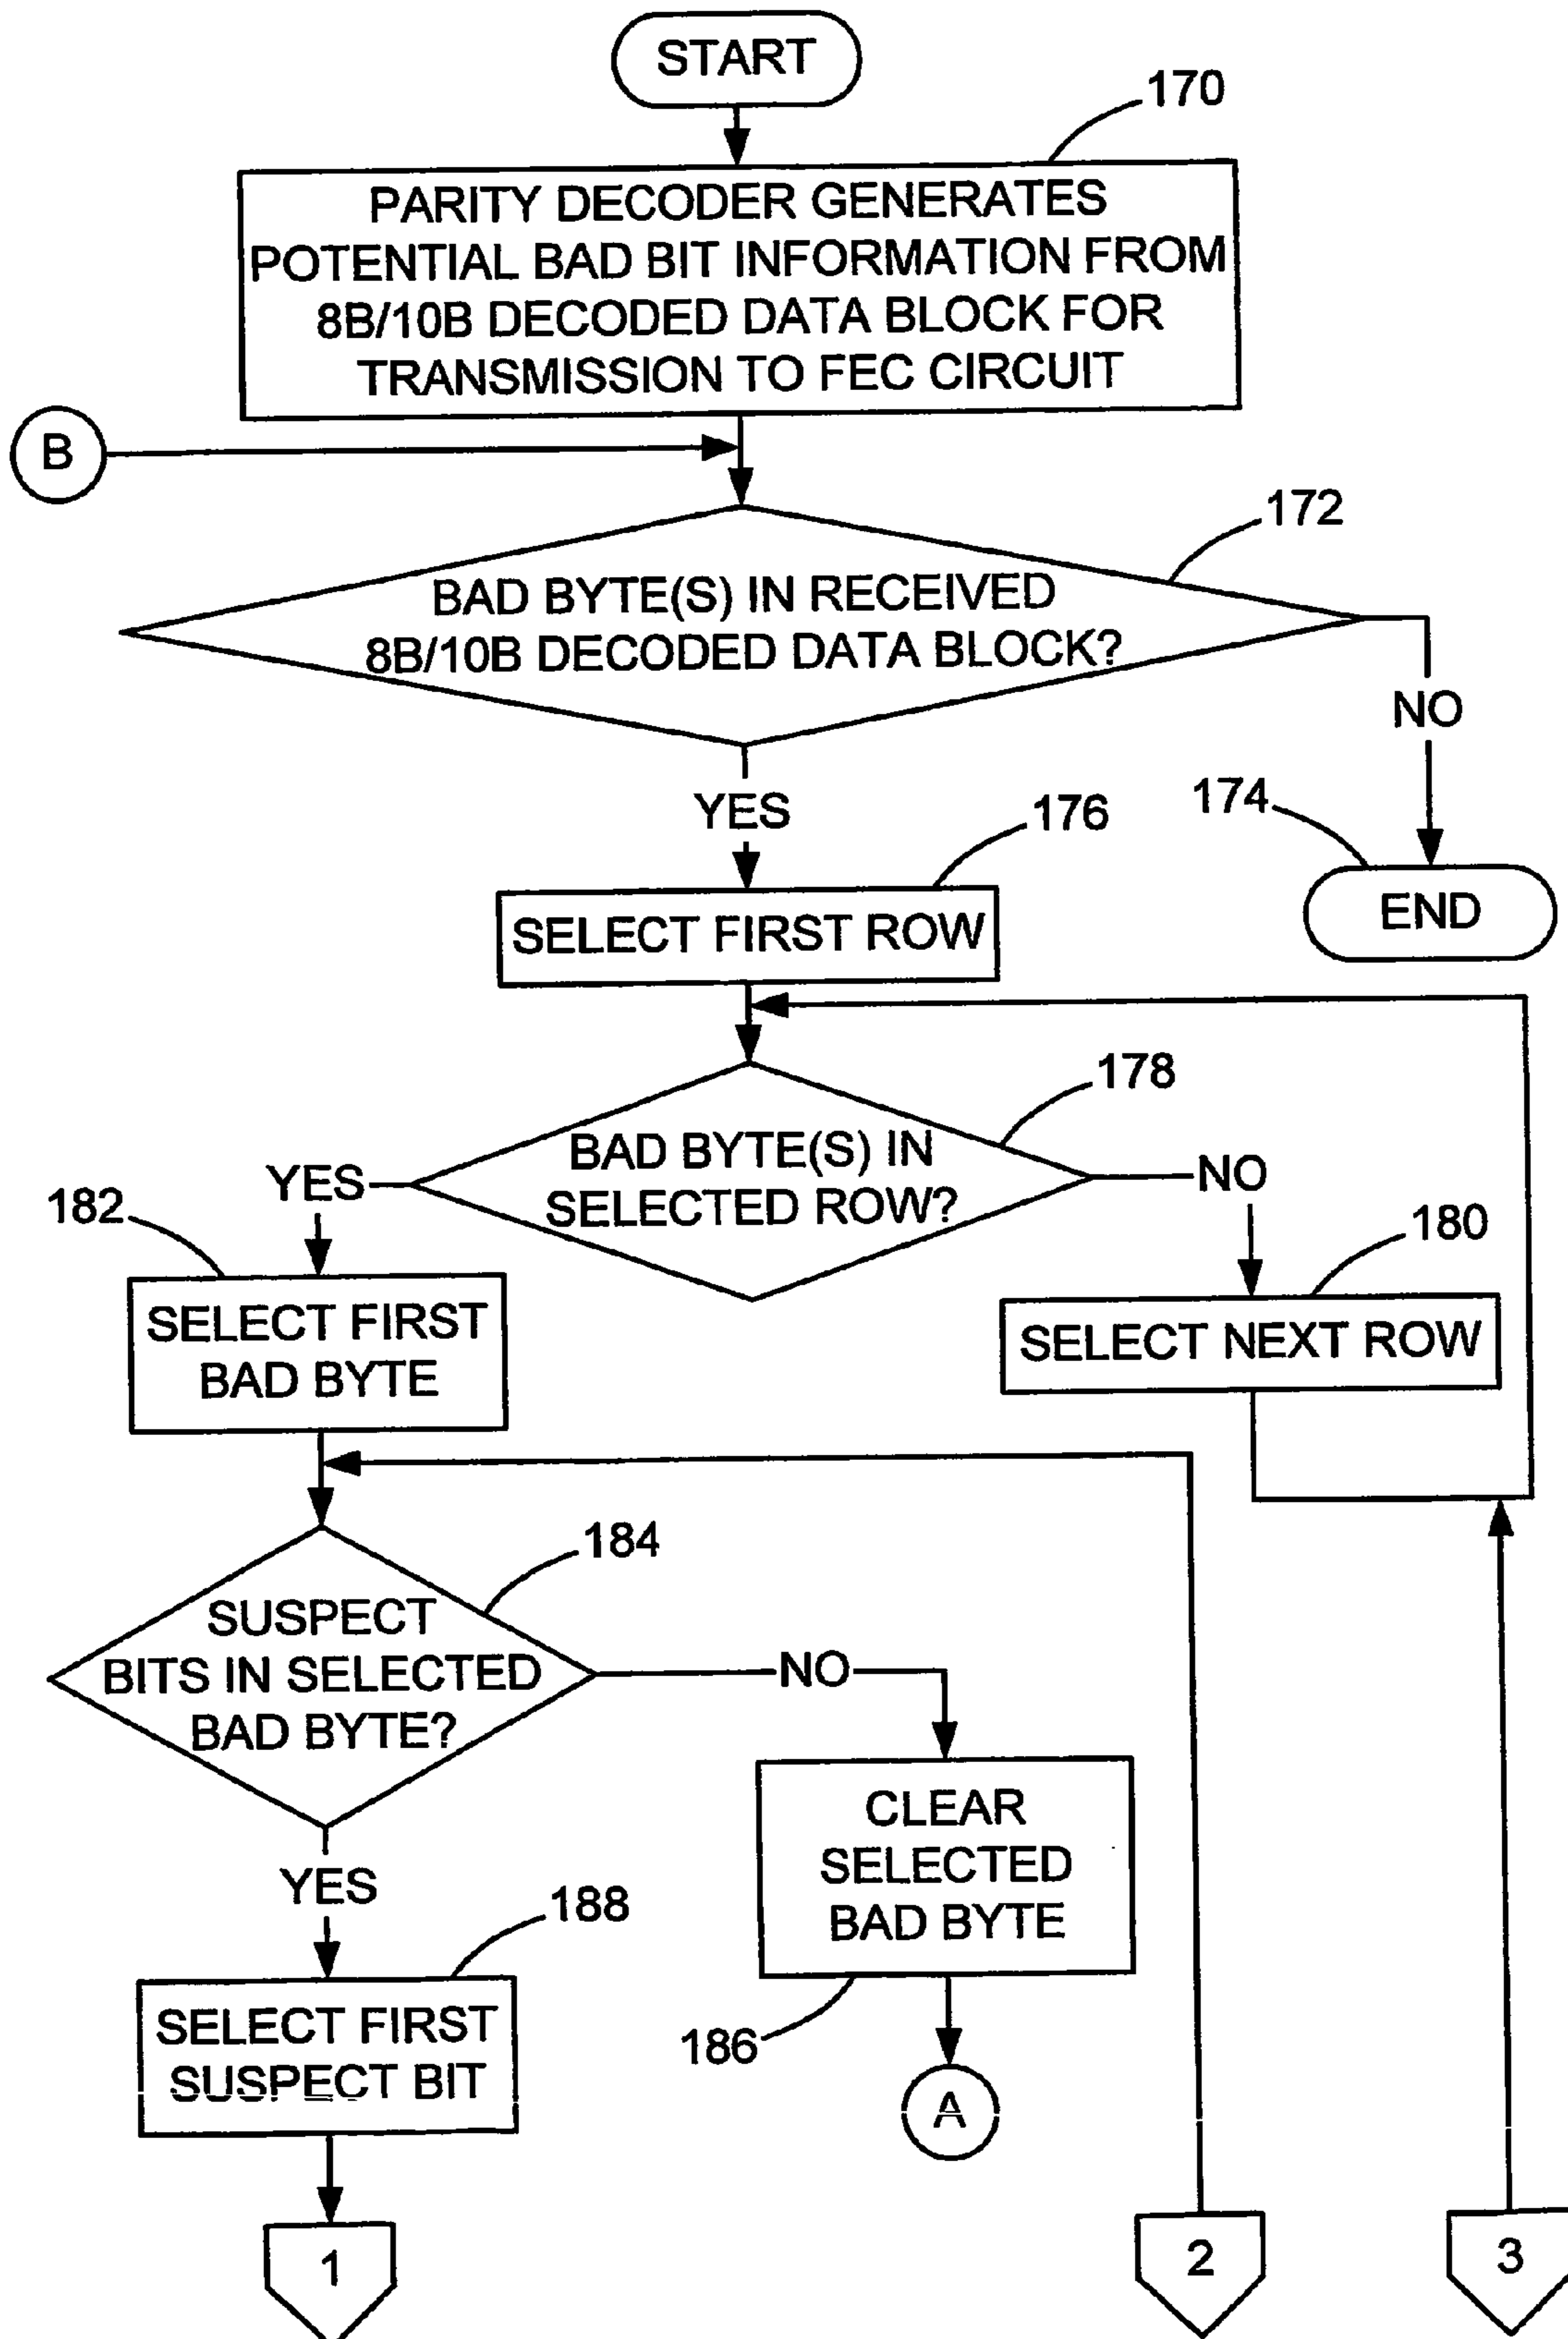 START
170
PARITY DECODER GENERATES
POTENTIAL BAD BIT INFORMATION FROM
8B/10B DECODED DATA BLOCK FOR
TRANSMISSION TO FEC CIRCUIT
B
172
BAD BYTE(S) IN RECEIVED
8B/10B DECODED DATA BLOCK?
NO
YES
174
176
END
SELECT FIRST ROW
178
BAD BYTE(S) IN
SELECTED ROW?
YES
NO
182
180
SELECT FIRST
BAD BYTE
SELECT NEXT ROW
184
SUSPECT
BITS IN SELECTED
BAD BYTE?
NO
YES
CLEAR
SELECTED
BAD BYTE
188
186
SELECT FIRST
SUSPECT BIT
A
1
2
3